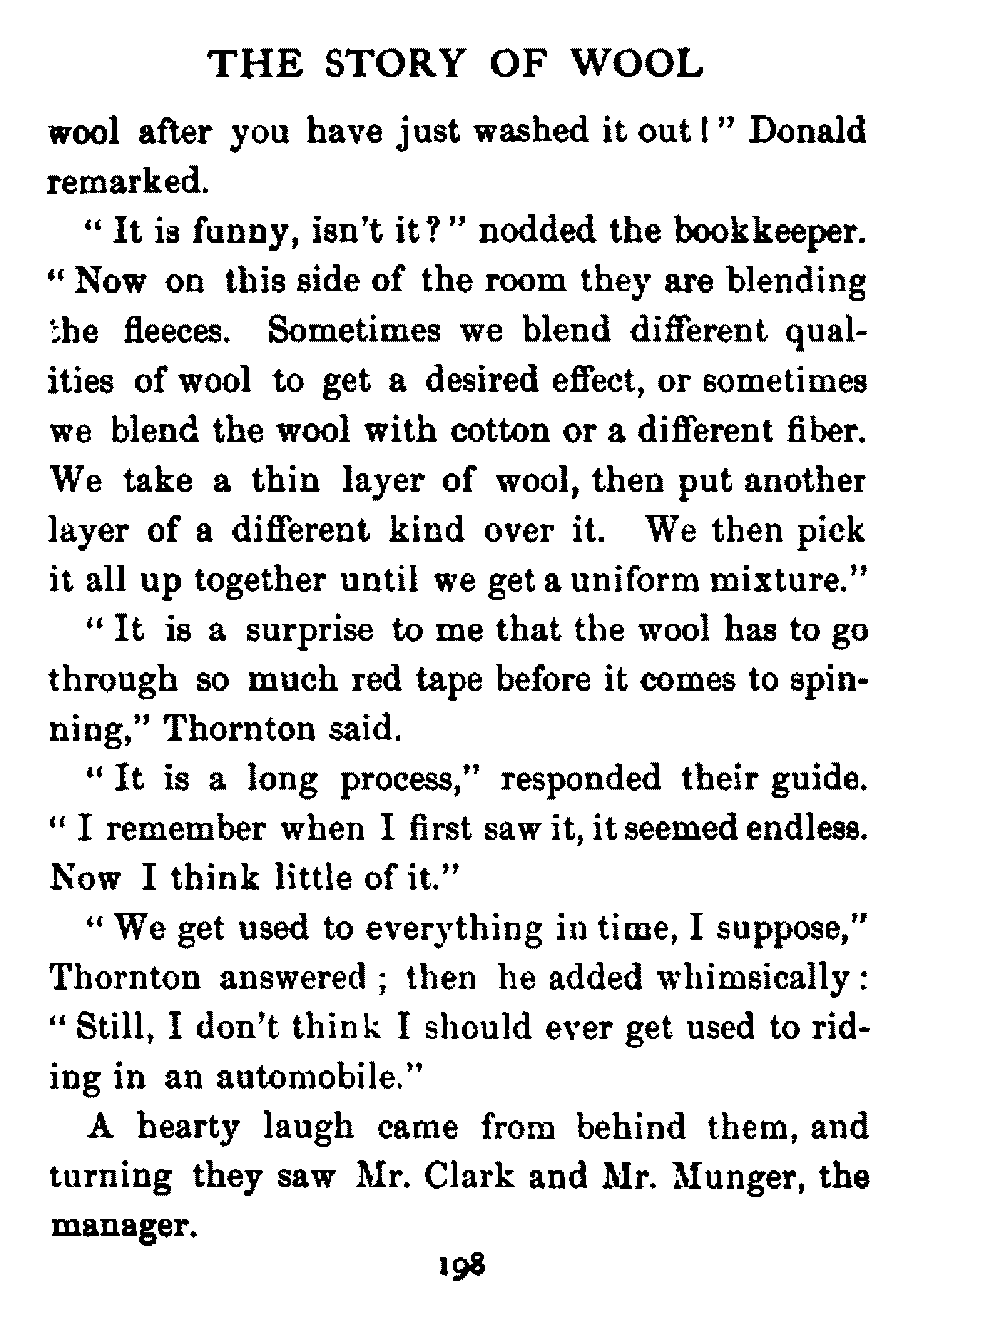 THE STORY OF WOOL
wool after you have just washed it out!” Donald
remarked.
“ It is funny, isn't it?” nodded the bookkeeper.
“ Now on this side of the room they are blending
the fleeces. Sometimes we blend different qual-
ities of wool to get a desired effect, or sometimes
we blend the wool with cotton or a different fiber.
We take a thin layer of wool, then put another
layer of a different kind over it. We then pick
it all up together until we get a uniform mixture.”
“ It is a surprise to me that the wool has to go
through so much red tape before it comes to spin-
ning,” Thornton said.
“ It is a long process,” responded their guide.
“ I remember when I first saw it, it seemed endless.
Now I think little of it.”
“ We get used to everything in time, I suppose,”
Thornton answered ; then he added whimsically :
“ Still, I don't think I should ever get used to rid-
ing in an automobile.”
A hearty laugh came from behind them, and
turning they saw Mr. Clark and Mr. Munger, the
manager.
198